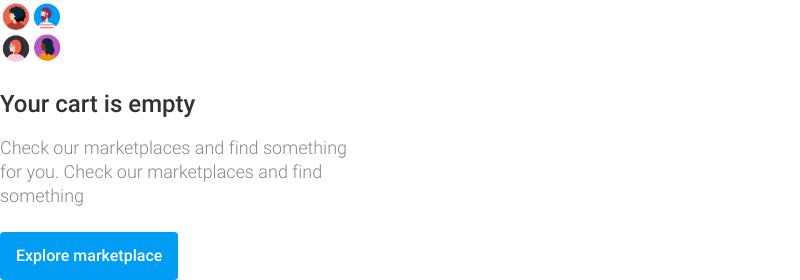 Your cart is empty
Check our marketplaces and find something
for you. Check our marketplaces and find
something
Explore marketplace